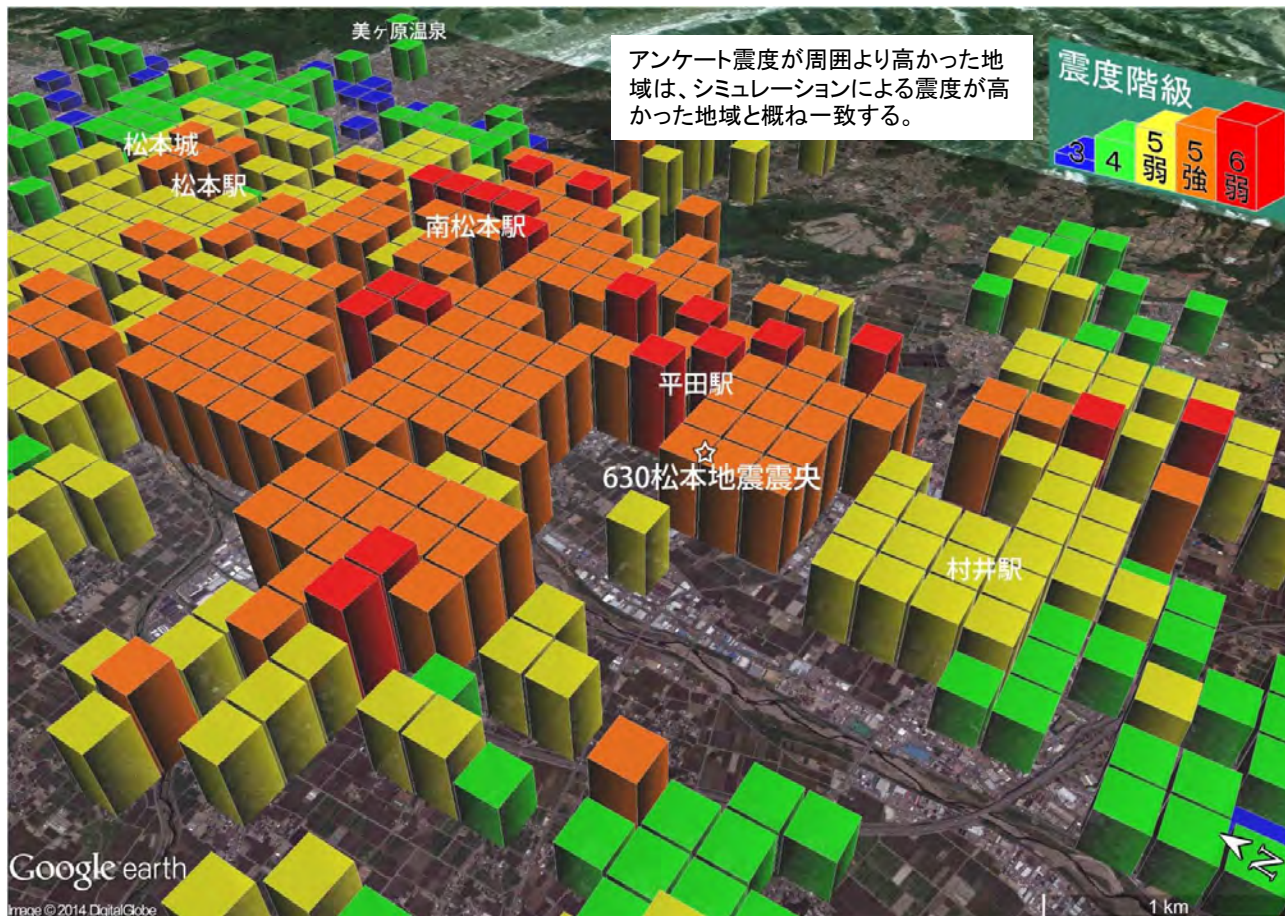 美ヶ原温泉
アンケート震度が周囲より高かった地
域は、シミュレーションによる震度が高
かった地域と概ね一致する。
震度階級
3
4
5弱
5強
6弱
松本城
松本駅
南松本駅
平田駅
630松本地震震央
村井駅
Google earth
Image © 2014 DigitalGlobe
N
1 km